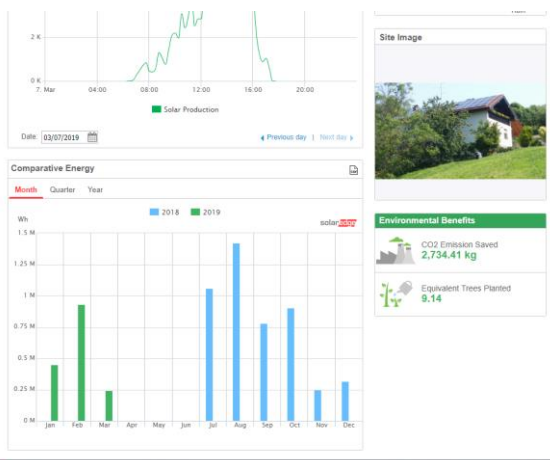 2 K
0 K
7. Mar 04:00 08:00 12:00 16:00 20:00
Solar Production
Date: 03/07/2019
Previous day | Next day
Comparative Energy
Month Quarter Year
2018 2019
Wh
solaredge
1.5 M
1.25 M
1 M
0.75 M
0.5 M
0.25 M
0 M
Jan Feb Mar Apr May Jun Jul Aug Sep Oct Nov Dec
Site Image
Environmental Benefits
CO2 Emission Saved
2,734.41 kg
Equivalent Trees Planted
9.14